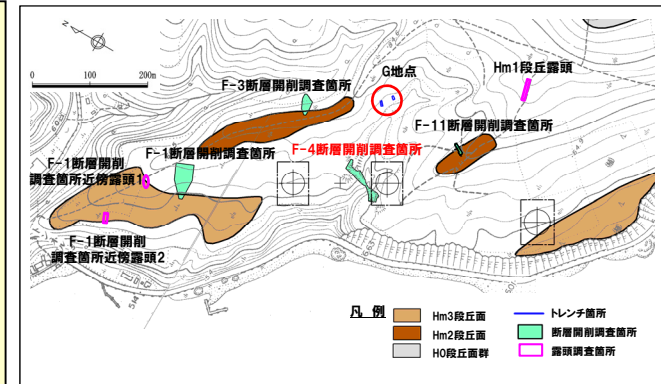 N
0 100 200m
G地点
Hm1段丘露頭
F-3断層開削調査箇所
F-11断層開削調査箇所
F-1断層開削調査箇所
F-4断層開削調査箇所
F-1断層開削
調査箇所近傍露頭1
F-1断層開削
調査箇所近傍露頭2
凡 例
Hm3段丘面
Hm2段丘面
H0段丘面群
トレンチ箇所
断層開削調査箇所
露頭調査箇所